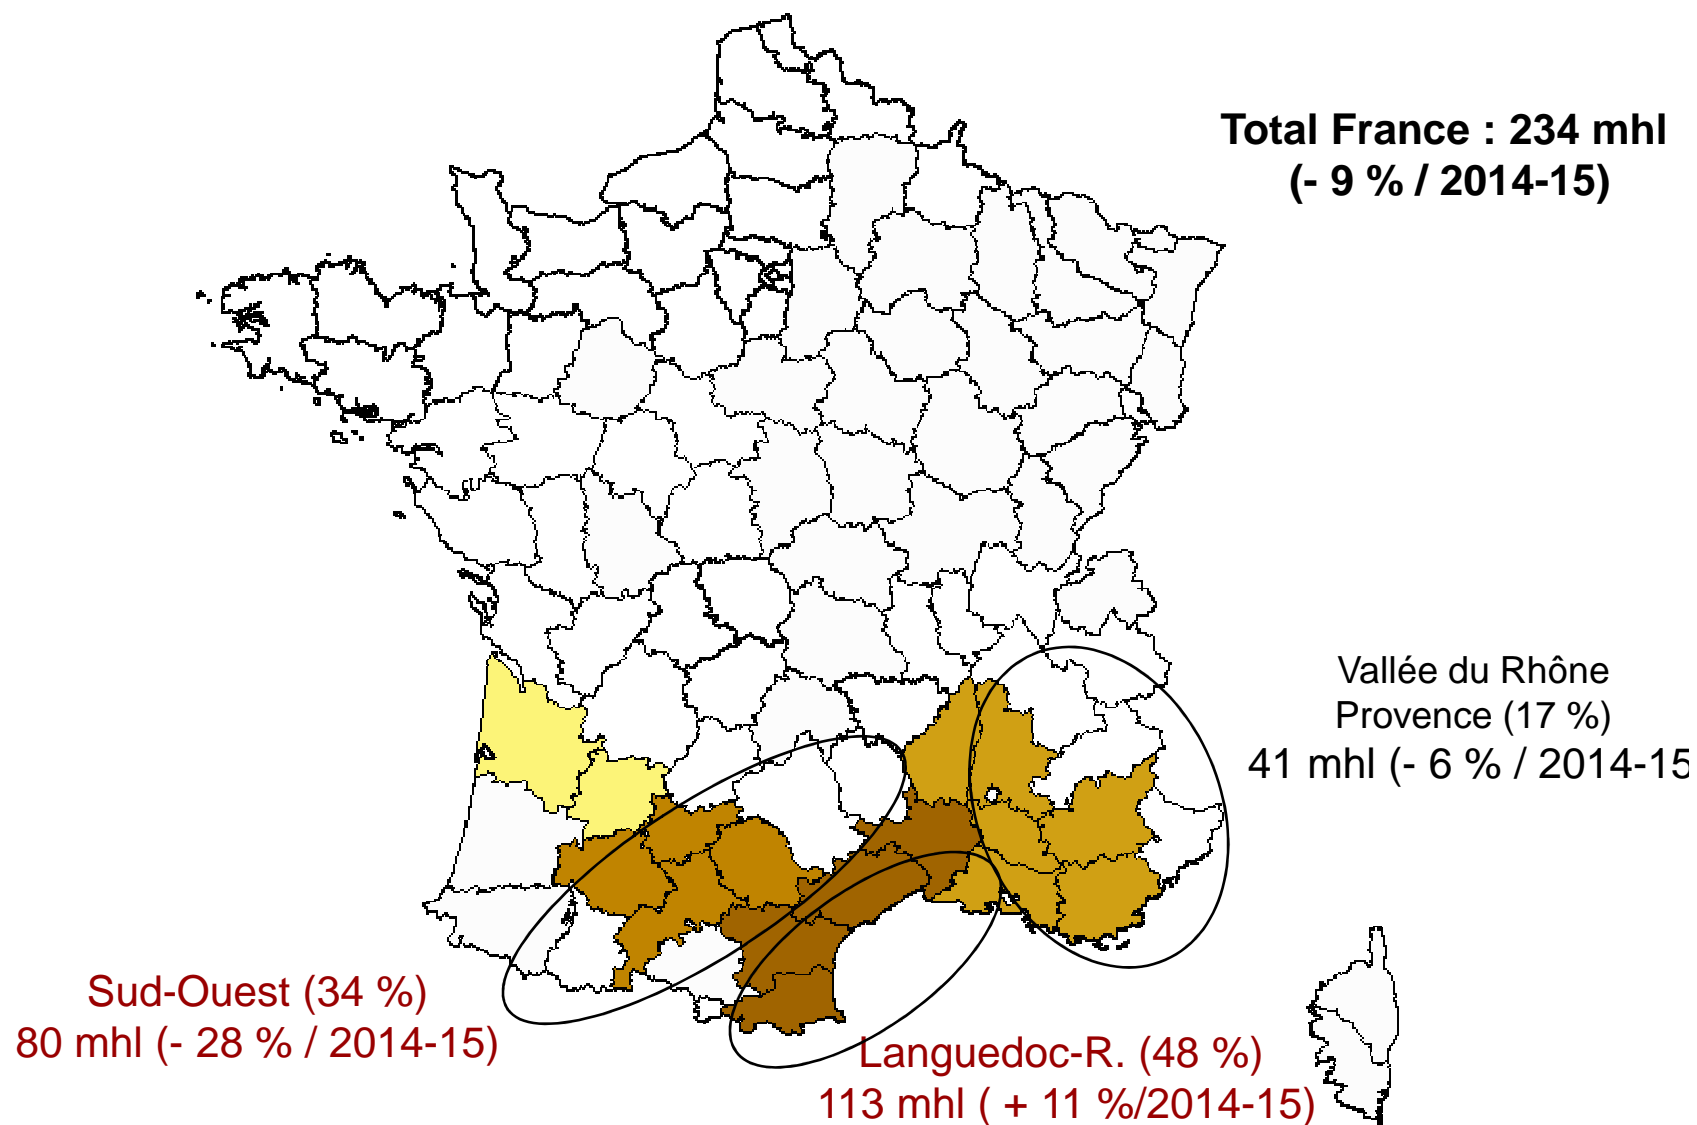 Total France : 234 mhl
(- 9 % / 2014-15)
Vallée du Rhône
Provence (17 %)
41 mhl (- 6 % / 2014-15
Sud-Ouest (34 %)
80 mhl (- 28 % / 2014-15)
Languedoc-R. (48 %)
113 mhl ( + 11 %/2014-15)